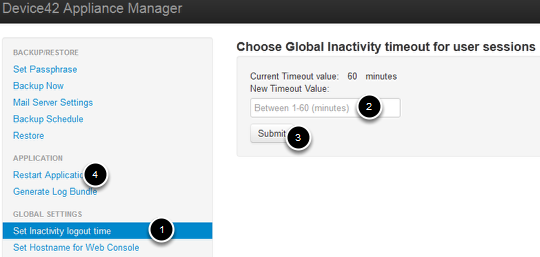 Device42 Appliance Manager
BACKUP/RESTORE
Set Passphrase
Backup Now
Mail Server Settings
Backup Schedule
Restore
APPLICATION
Restart Application 4
Generate Log Bundle
GLOBAL SETTINGS
Set Inactivity logout time 1
Set Hostname for Web Console
Choose Global Inactivity timeout for user sessions
Current Timeout value: 60 minutes
New Timeout Value:
Between 1-60 (minutes) 2
Submit 3